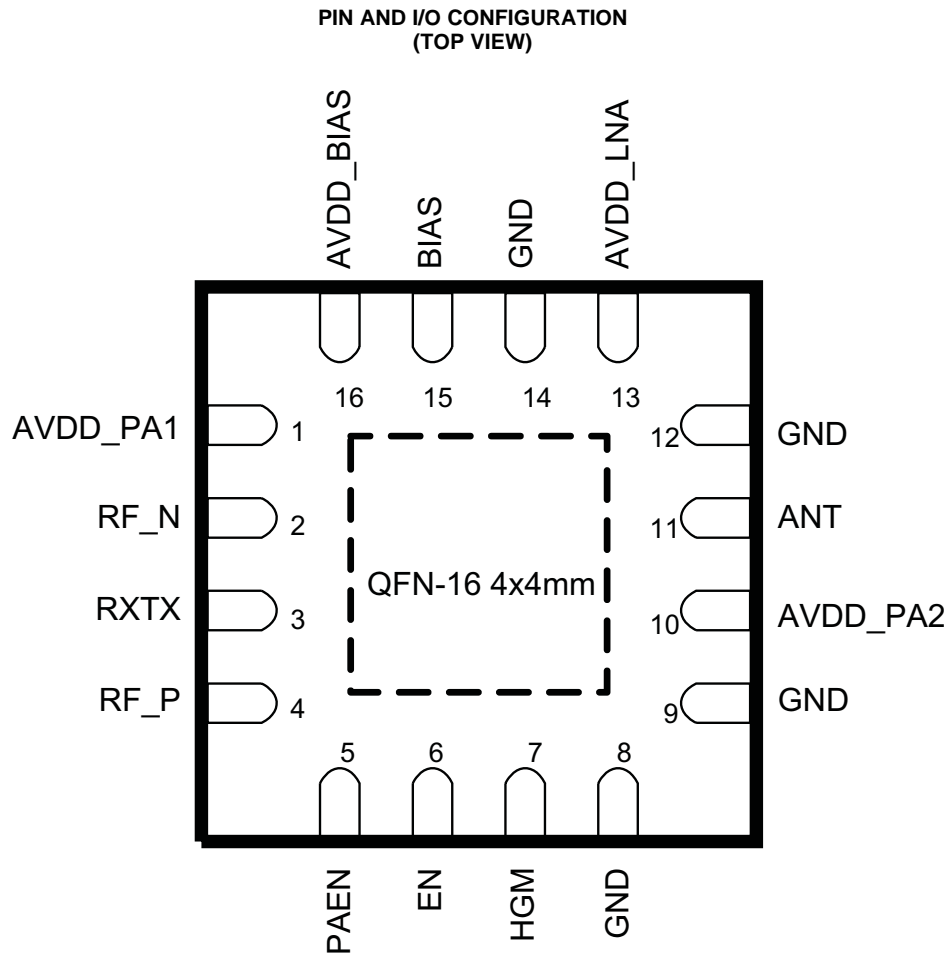 PIN AND I/O CONFIGURATION
(TOP VIEW)
AVDD_BIAS
BIAS
GND
AVDD_LNA
16
15
14
13
AVDD_PA1
1
12
GND
RF_N
2
11
ANT
QFN-16 4x4mm
RXTX
3
10
AVDD_PA2
RF_P
4
9
GND
5
6
7
8
PAEN
EN
HGM
GND